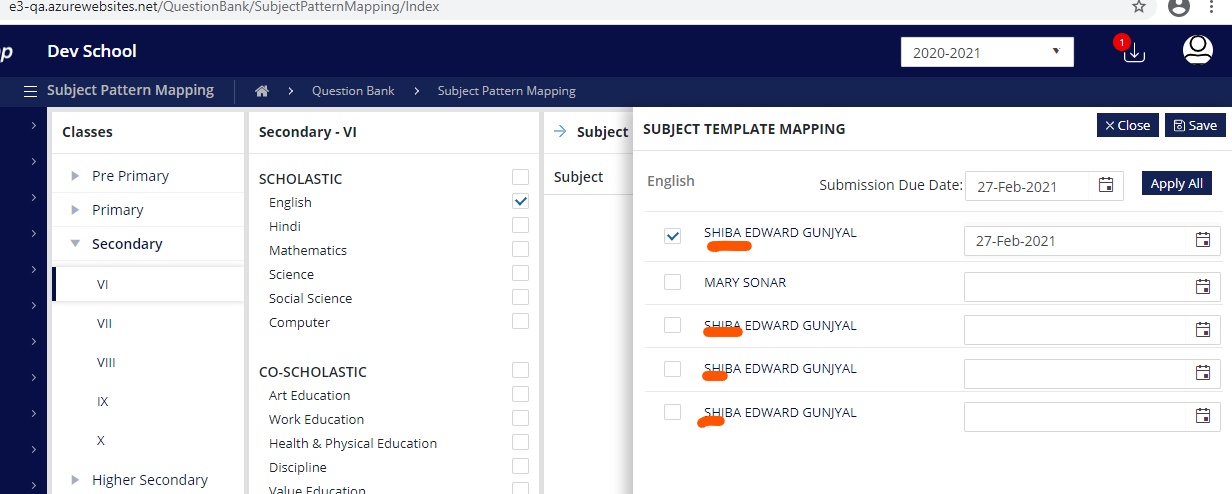 e3-qa.azurewebsites.net/QuestionBank/SubjectPatternMapping/Index
p Dev School
2020-2021
1
Subject Pattern Mapping
Question Bank
Subject Pattern Mapping
Classes
Pre Primary
Primary
Secondary
VI
VII
VIII
IX
X
Higher Secondary
Secondary - VI
SCHOLASTIC
English
Hindi
Mathematics
Science
Social Science
Computer
CO-SCHOLASTIC
Art Education
Work Education
Health & Physical Education
Discipline
Value Education
Subject
Subject
SUBJECT TEMPLATE MAPPING
Close
Save
English
Submission Due Date: 27-Feb-2021
Apply All
SHIBA EDWARD GUNJYAL 27-Feb-2021
MARY SONAR
SHIBA EDWARD GUNJYAL
SHIBA EDWARD GUNJYAL
SHIBA EDWARD GUNJYAL